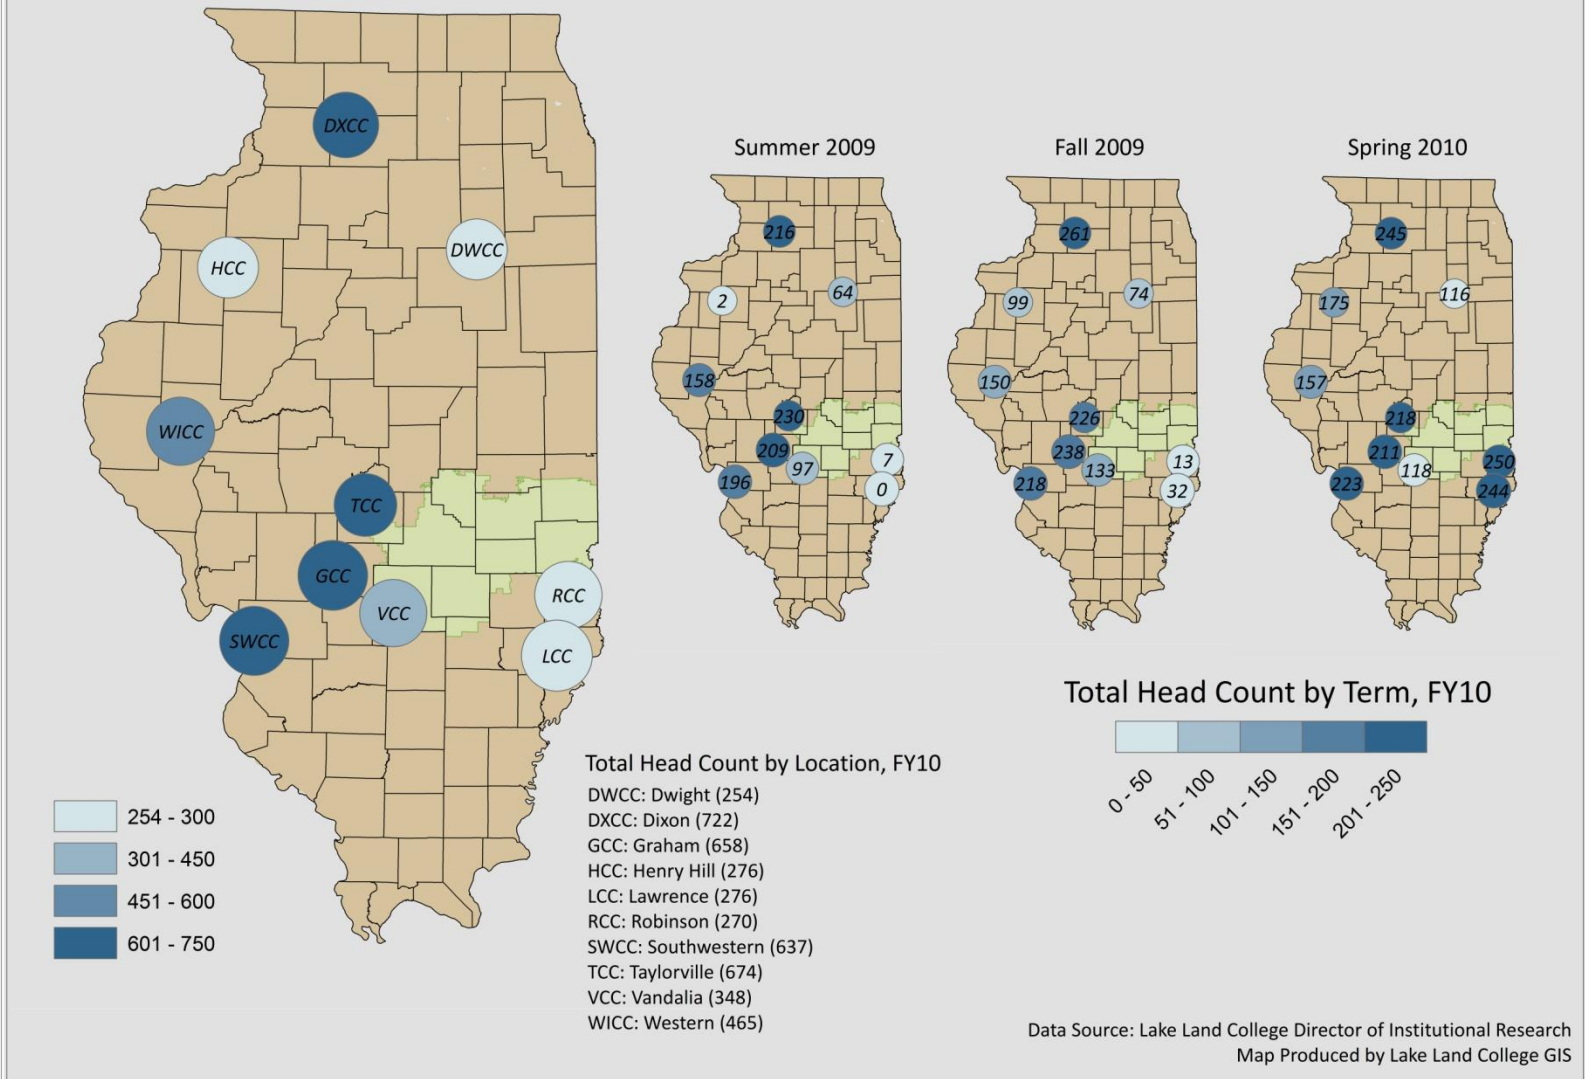 DXCC
DWCC
HCC
WICC
TCC
GCC
VCC
RCC
SWCC
LCC
254 - 300
301 - 450
451 - 600
601 - 750
Summer 2009
216
64
2
158
230
209
97
7
196
0
Fall 2009
261
74
99
150
226
238
133
13
218
32
Spring 2010
245
116
175
157
218
211
118
250
223
244
Total Head Count by Term, FY10
0 - 50
51 - 100
101 - 150
151 - 200
201 - 250
Total Head Count by Location, FY10
DWCC: Dwight (254)
DXCC: Dixon (722)
GCC: Graham (658)
HCC: Henry Hill (276)
LCC: Lawrence (276)
RCC: Robinson (270)
SWCC: Southwestern (637)
TCC: Taylorville (674)
VCC: Vandalia (348)
WICC: Western (465)
Data Source: Lake Land College Director of Institutional Research
Map Produced by Lake Land College GIS